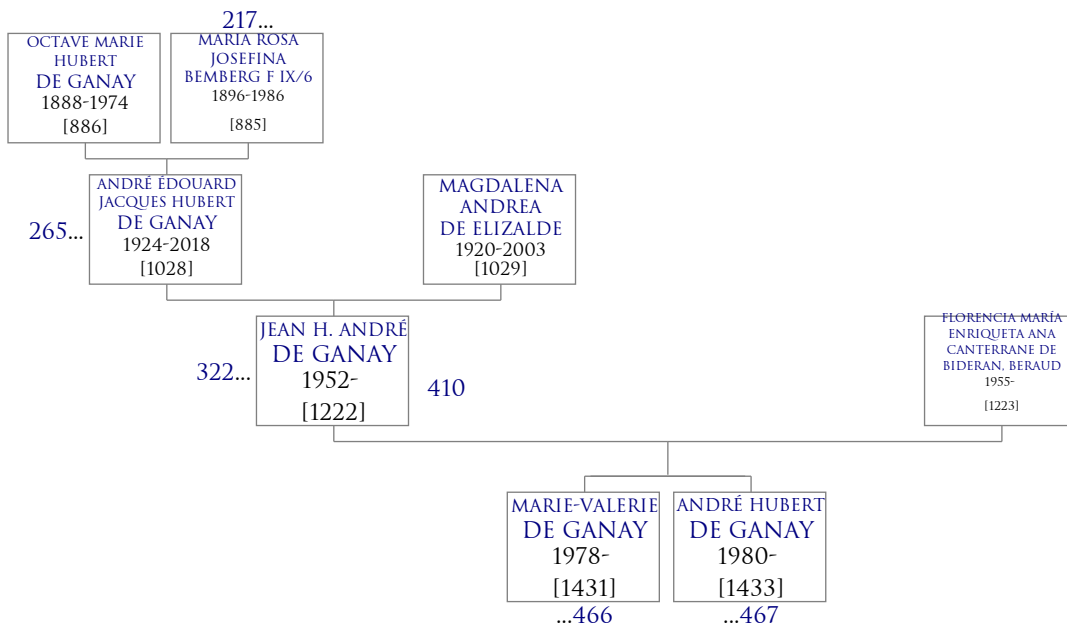 217...
OCTAVE MARIE
HUBERT
DE GANAY
1888-1974
[886]
MARIA ROSA
JOSEFINA
BEMBERG F IX/6
1896-1986
[885]
265...
ANDRÉ ÉDOUARD
JACQUES HUBERT
DE GANAY
1924-2018
[1028]
MAGDALENA
ANDREA
DE ELIZALDE
1920-2003
[1029]
322...
JEAN H. ANDRÉ
DE GANAY
1952-
[1222]
410
FLORENCIA MARÍA
ENRIQUETA ANA
CANTERRANE DE
BIDERAN, BERAUD
1955-
[1223]
MARIE-VALERIE
DE GANAY
1978-
[1431]
...466
ANDRÉ HUBERT
DE GANAY
1980-
[1433]
...467